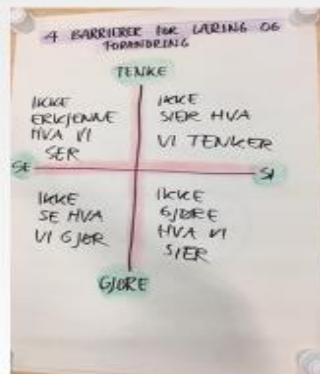 4 BARRIERER FOR LÆRING OG
FORANDRING
TENKE
IKKE
ERKJENNE
HVA VI
SER
IKKE
SIER HVA
VI TENKER
SE
SI
IKKE
SE HVA
VI GJØR
IKKE
GJØRE
HVA VI
SIER
GJØRE